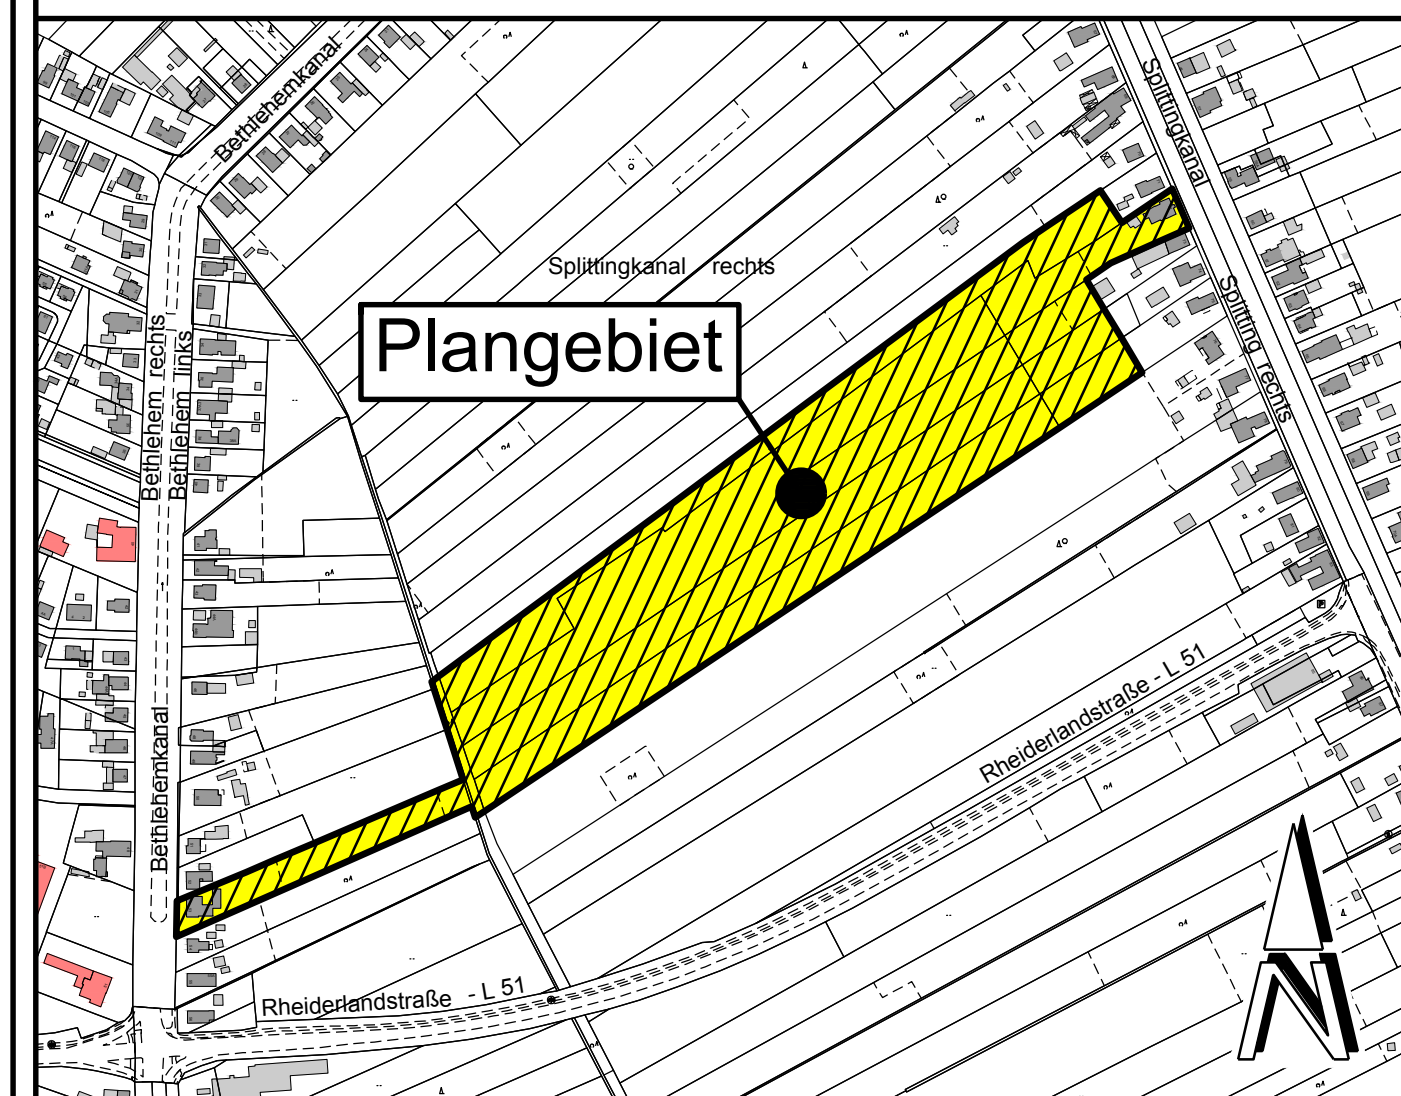 Bethlehemkanal
Splittingkanal
Splittingkanal rechts
Plangebiet
Splitting rechts
Bethlehem rechts
Bethlehem links
Bethlehemkanal
Rheiderlandstraße - L 51
Rheiderlandstraße - L 51
N